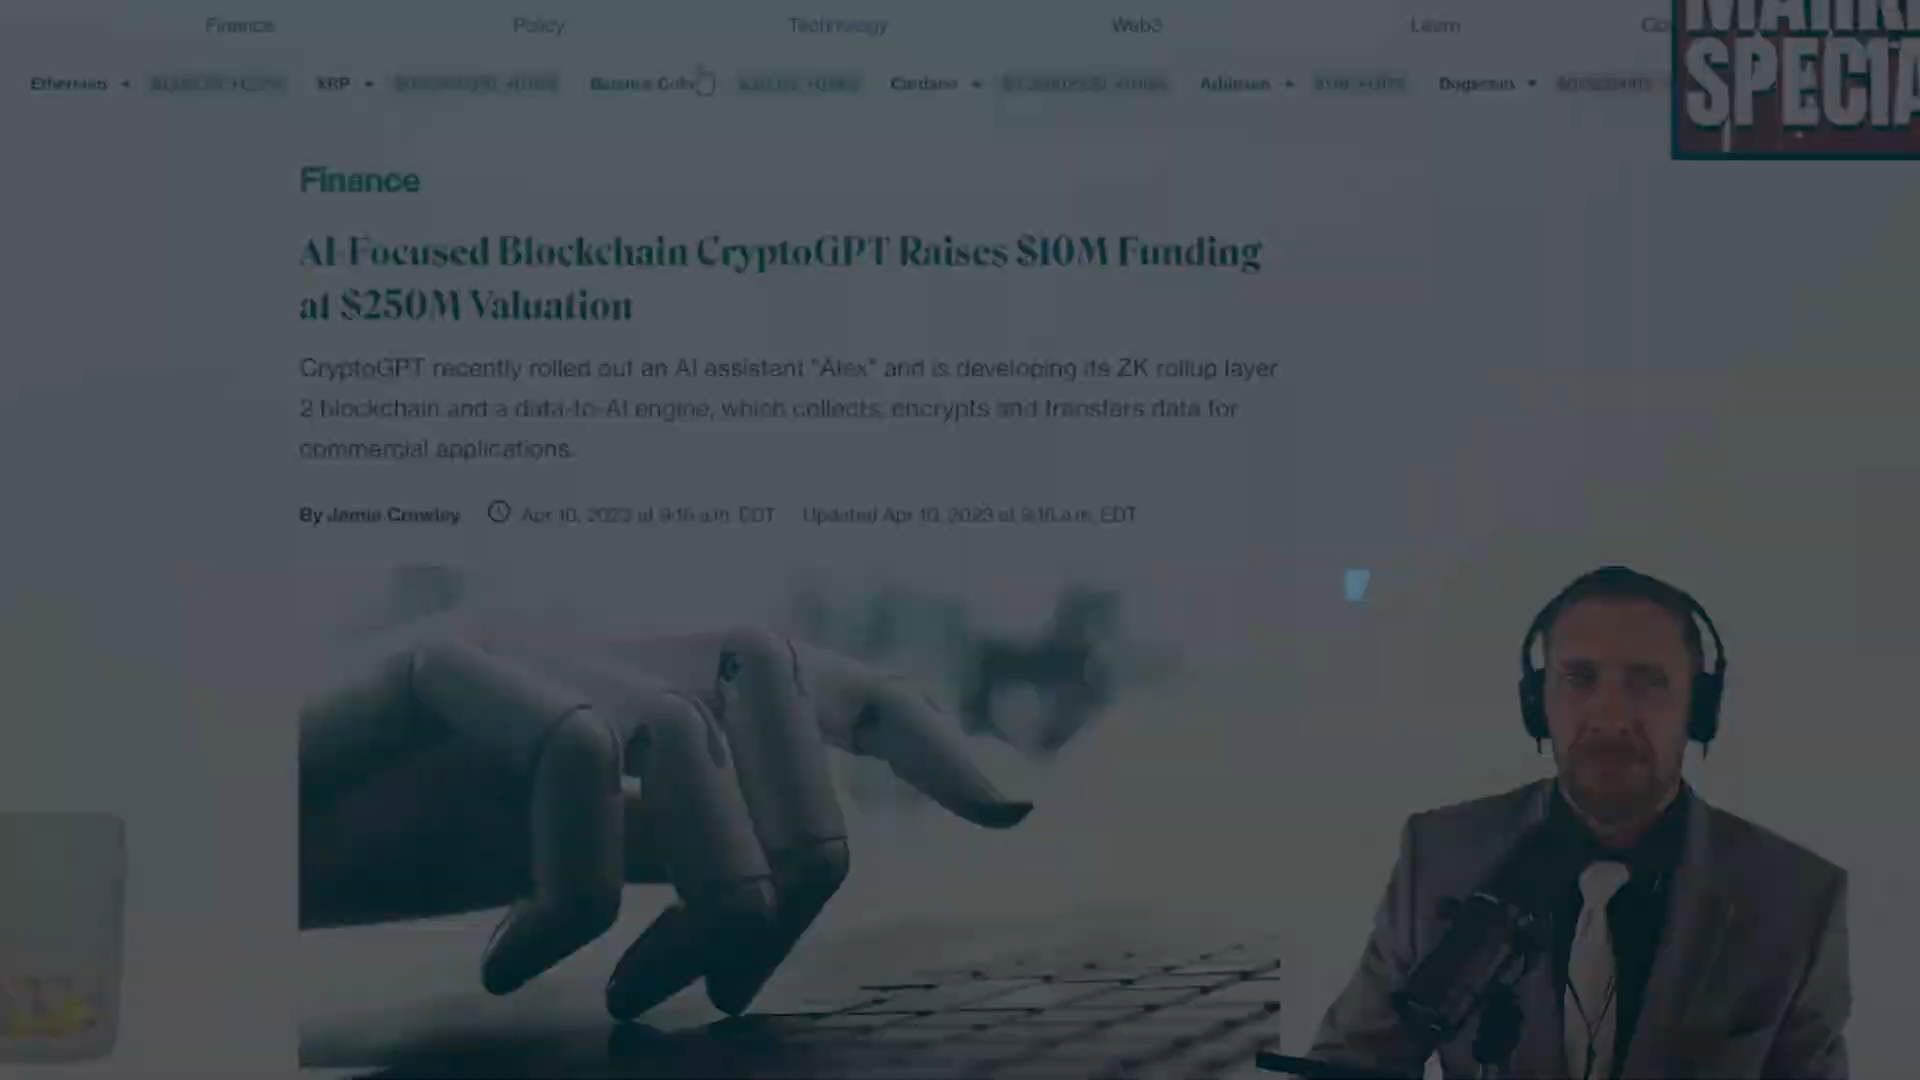 Finance Policy Technology Web3 Learn
SPECIA
Ethereum XRP Binance Coin Cardano Dogecoin
Finance
AI-Focused Blockchain CryptoGPT Raises $10M Funding
at $250M Valuation
CryptoGPT recently rolled out an AI assistant "Alex" and is developing its ZK rollup layer
2 blockchain and a data-to-AI engine, which collects, encrypts and transfers data for
commercial applications.
By Jamie Crawley Apr 10, 2023 at 9:16 a.m. EDT Updated Apr 10, 2023 at 9:16 a.m. EDT